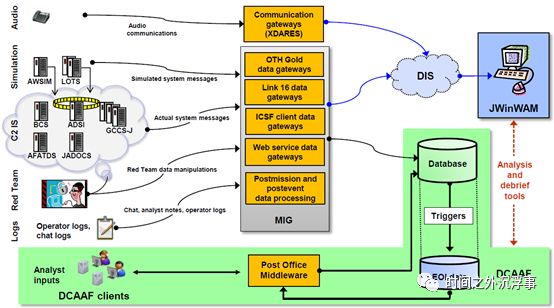 Audio
Audio
communications
Communication
gateways
(XDARES)
Simulation
AWSIM
LOTS
Simulated system messages
OTH Gold
data gateways
Link 16 data
gateways
ICSF client data
gateways
Web service data
gateways
Postmission and
postevent
data processing
MIG
DIS
JWinWAM
C2 IS
BCS
ADSI
GCCS-J
AFATDS
JADOCS
Actual system messages
Red Team
Red Team data manipulations
Logs
Operator logs,
chat logs
Chat, analyst notes, operator logs
Database
Triggers
Analysis
and
debrief
tools
Analyst
inputs
DCAAF clients
Post Office
Middleware
DCAAF
时间之外沉浮事